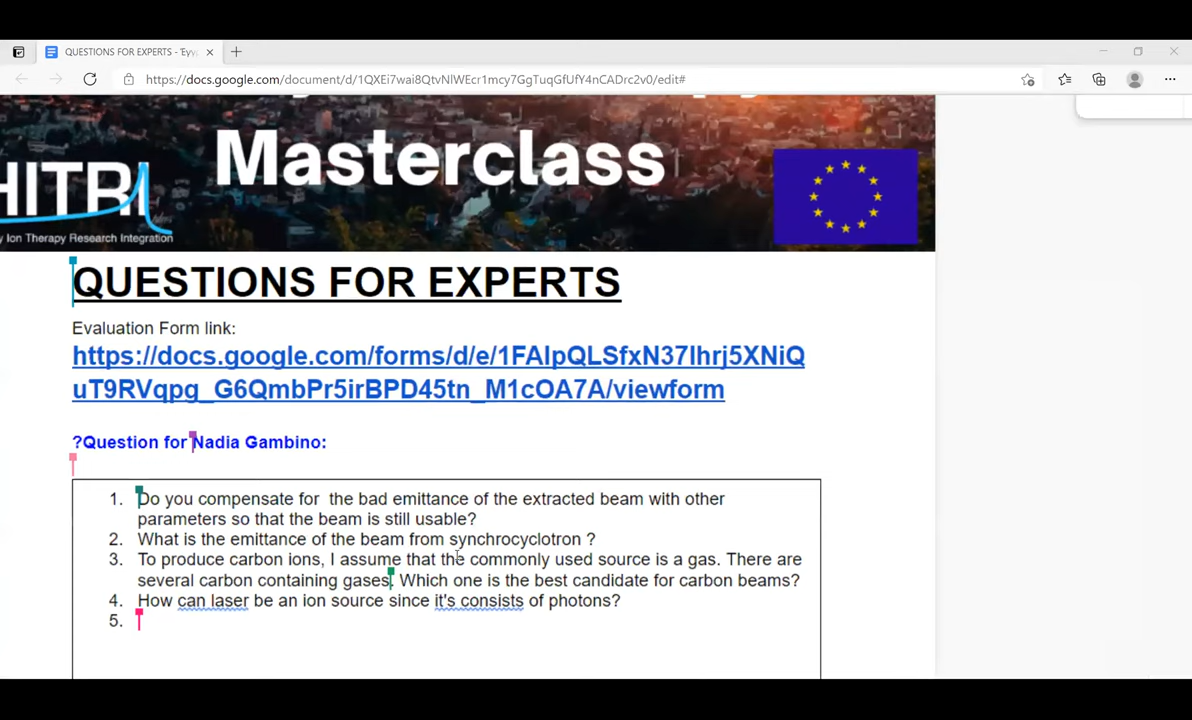 QUESTIONS FOR EXPERTS - Έγγ
https://docs.google.com/document/d/1QXEi7wai8QtvNlWEcr1mcy7GgTuqGfUfY4nCADrc2v0/edit#
Masterclass
HITRI
y Ion Therapy Research Integration
QUESTIONS FOR EXPERTS
Evaluation Form link:
https://docs.google.com/forms/d/e/1FAIpQLSfxN37lhrj5XNiQ
uT9RVqpg_G6QmbPr5irBPD45tn_M1cOA7A/viewform
?Question for Nadia Gambino:
1. Do you compensate for the bad emittance of the extracted beam with other
parameters so that the beam is still usable?
2. What is the emittance of the beam from synchrocyclotron ?
3. To produce carbon ions, I assume that the commonly used source is a gas. There are
several carbon containing gases. Which one is the best candidate for carbon beams?
4. How can laser be an ion source since it's consists of photons?
5.